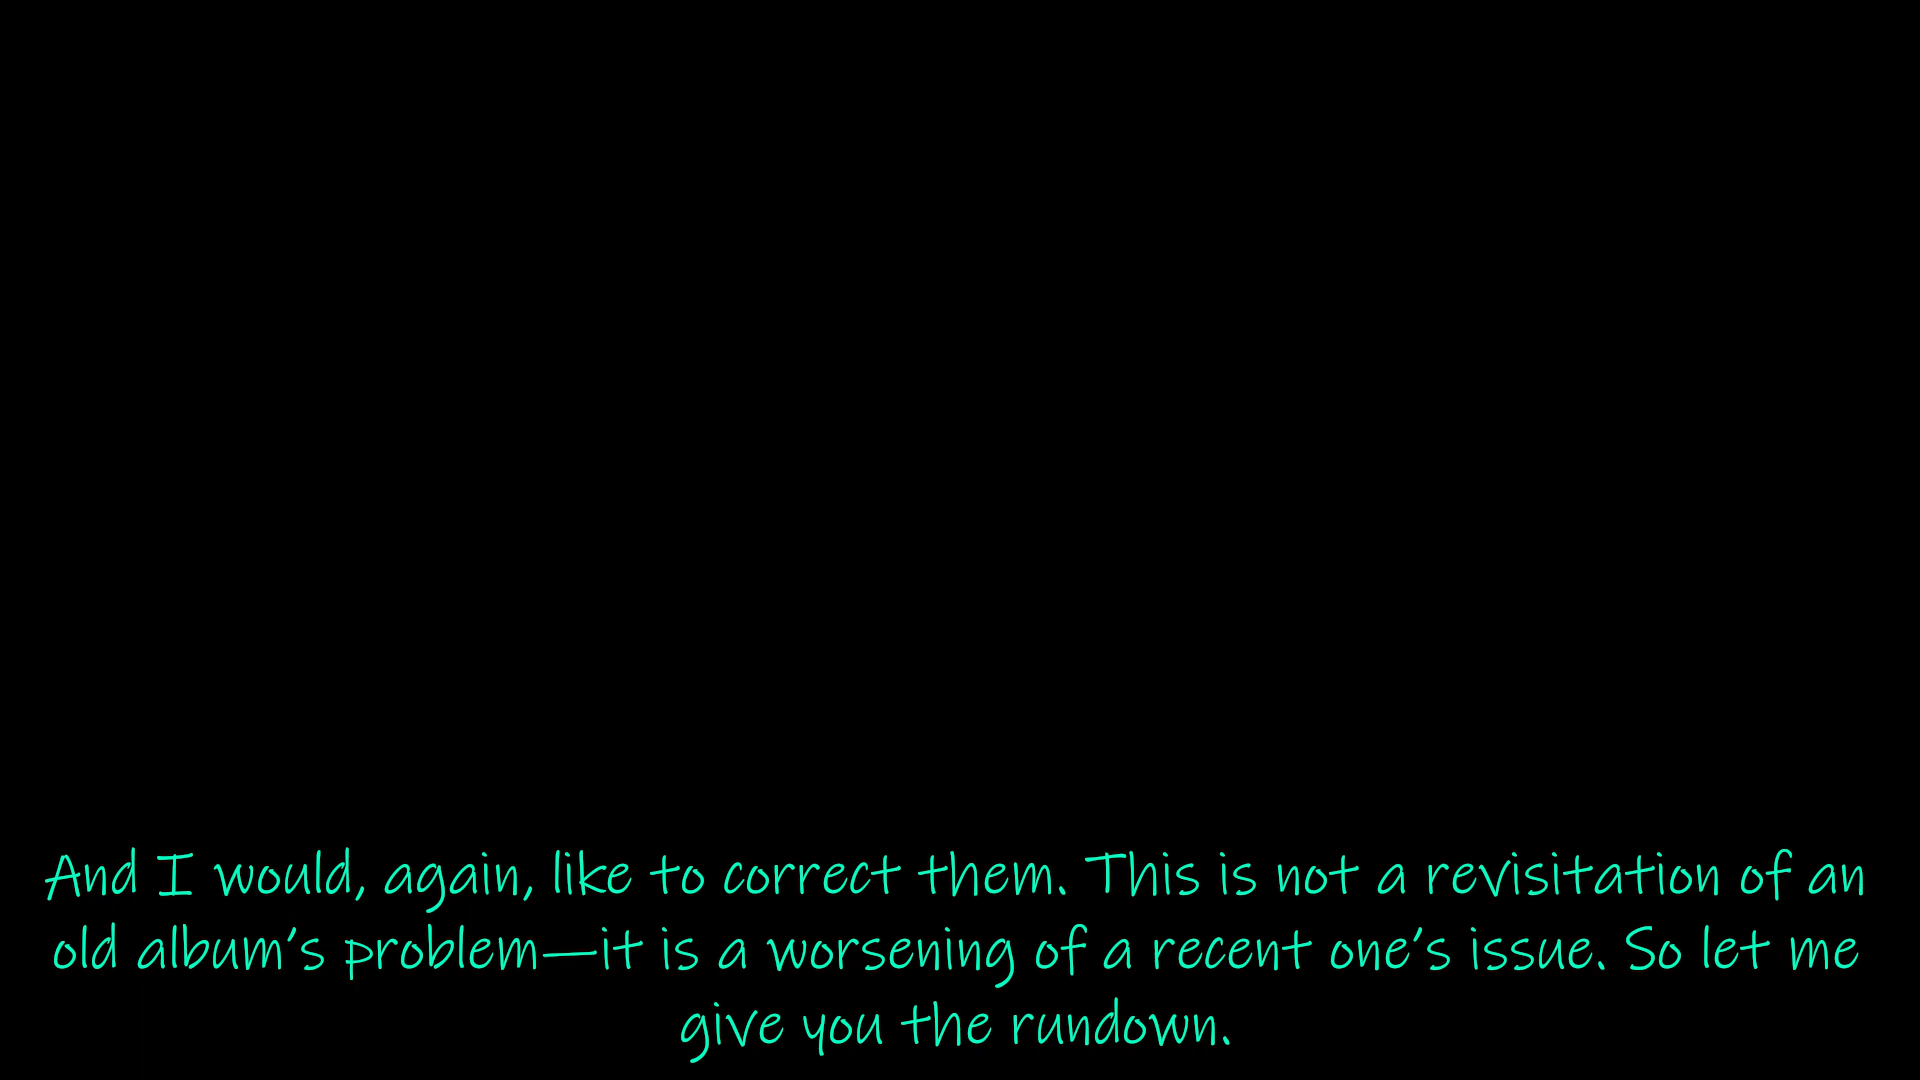 And I would, again, like to correct them. This is not a revisitation of an
old album's problem—it is a worsening of a recent one's issue. So let me
give you the rundown.